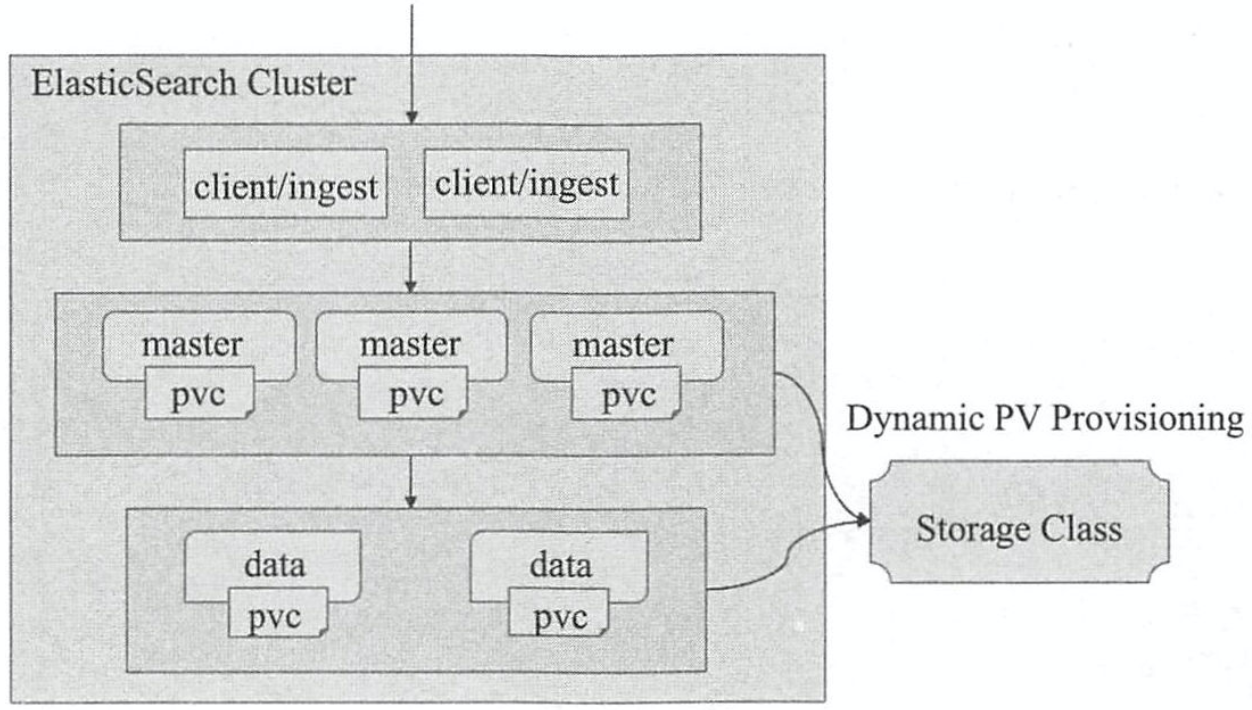 ElasticSearch Cluster
client/ingest
client/ingest
master
master
master
pvc
pvc
pvc
Dynamic PV Provisioning
Storage Class
data
data
pvc
pvc